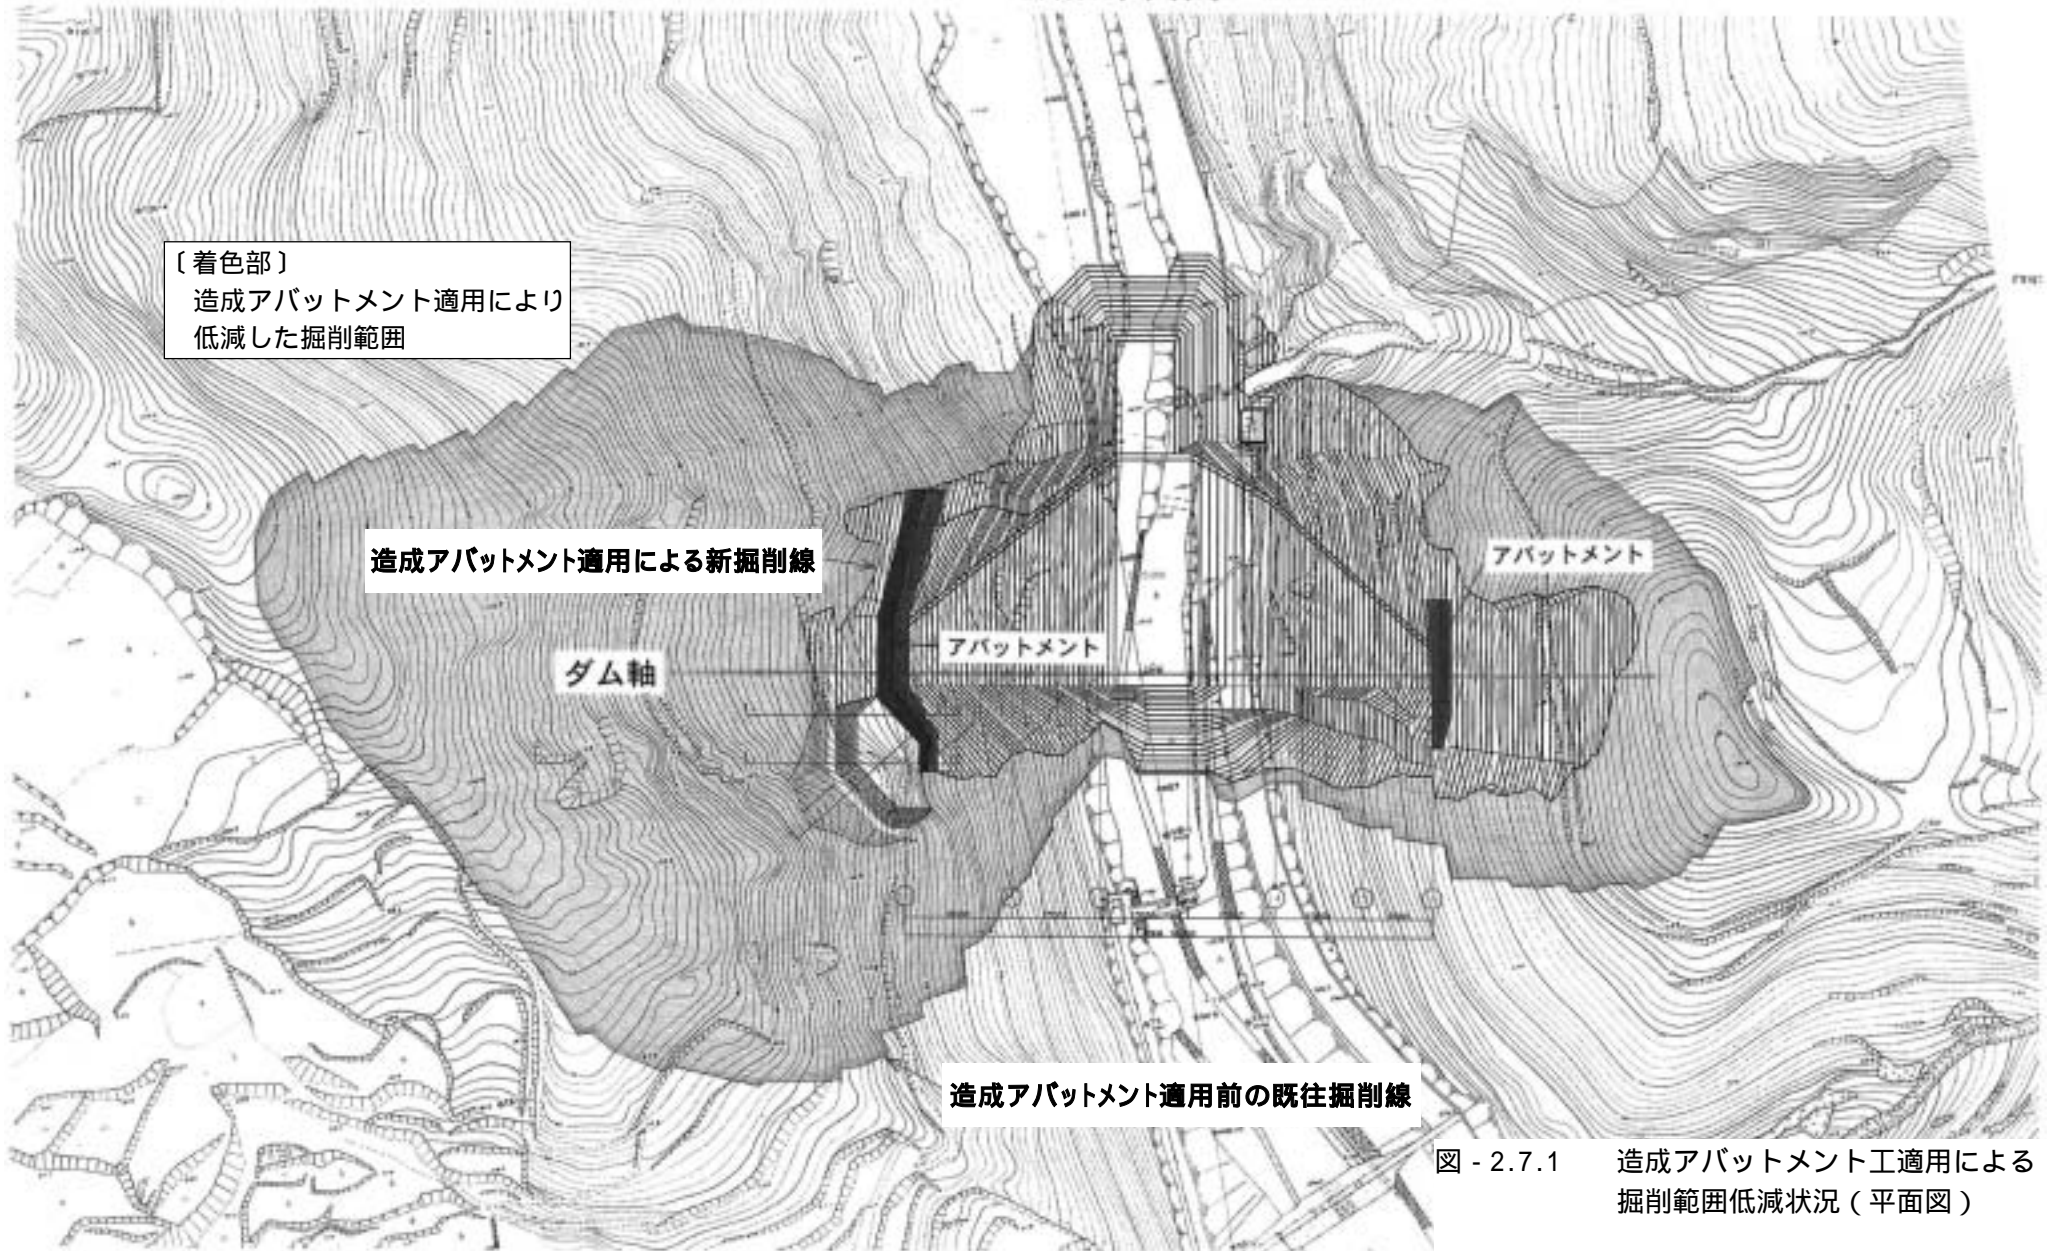 〔着色部〕
造成アバットメント適用により
低減した掘削範囲
造成アバットメント適用による新掘削線
アバットメント
アバットメント
ダム軸
造成アバットメント適用前の既往掘削線
図 - 2.7.1 造成アバットメント工適用による
掘削範囲低減状況 ( 平面図 )